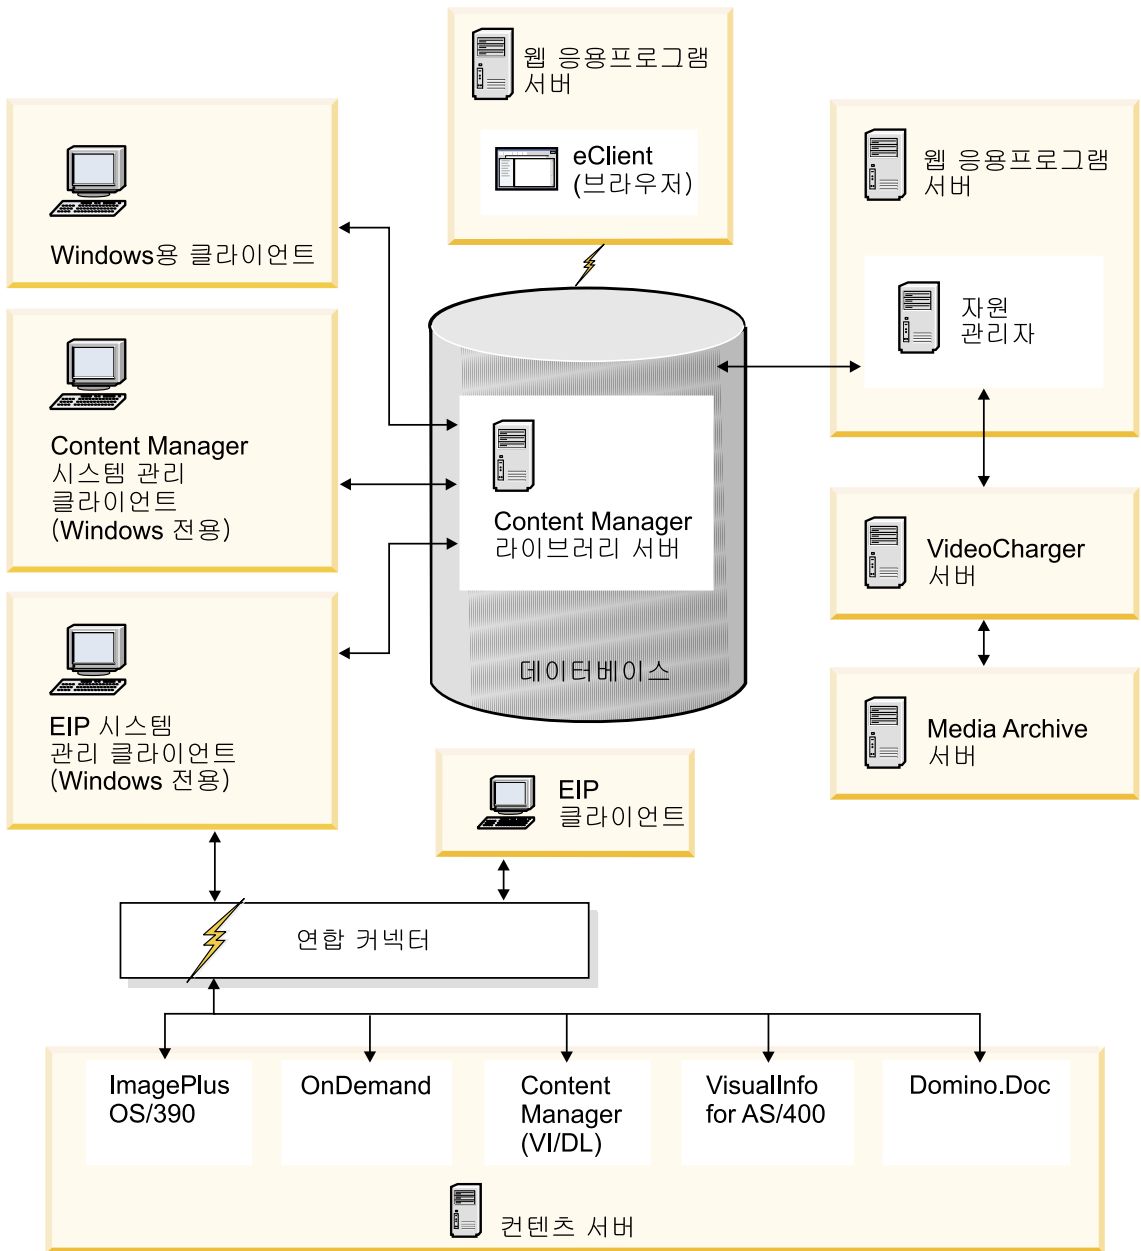 웹 응용프로그램
서버
eClient
(브라우저)
Windows용 클라이언트
웹 응용프로그램
서버
자원
관리자
Content Manager
시스템 관리
클라이언트
(Windows 전용)
Content Manager
라이브러리 서버
데이터베이스
VideoCharger
서버
EIP 시스템
관리 클라이언트
(Windows 전용)
Media Archive
서버
EIP
클라이언트
연합 커넥터
ImagePlus
OS/390
OnDemand
Content
Manager
(VI/DL)
VisualInfo
for AS/400
Domino.Doc
컨텐츠 서버